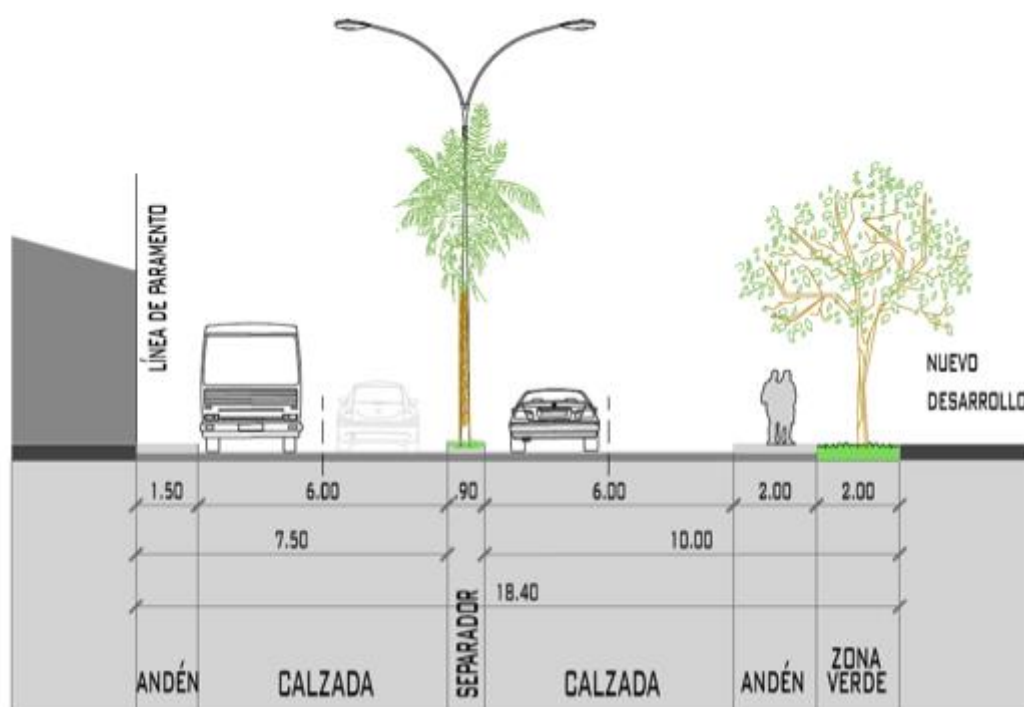 LÍNEA DE PARAMENTO
NUEVO
DESARROLLO
1.50
6.00
.90
6.00
2.00
2.00
7.50
10.00
18.40
ANDÉN
CALZADA
SEPARADOR
CALZADA
ANDÉN
ZONA
VERDE